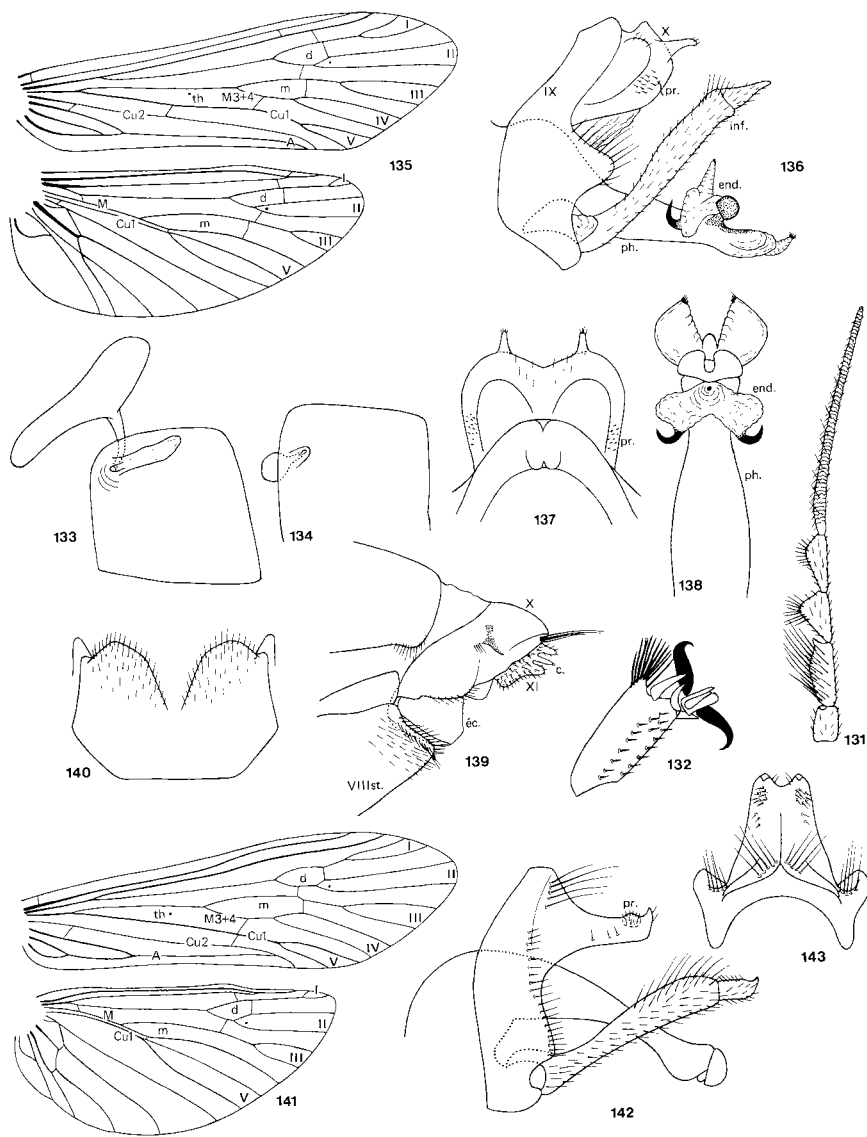 I
II
III
IV
V
d
m
th
M3+4
Cu1
Cu2
A
135
I
II
III
V
d
m
M
Cu1
X
IX
pr.
inf.
end.
ph.
136
133
134
pr.
137
end.
ph.
138
131
140
X
c.
XI
éc.
VIIIst.
139
132
143
I
II
III
IV
V
d
m
th
M3+4
Cu1
Cu2
A
I
II
III
V
d
m
M
Cu1
141
pr.
142